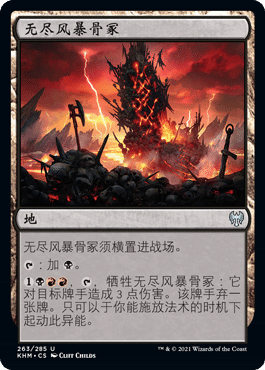 无尽风暴骨冢
地
无尽风暴骨冢须横置进战场。
：加。
1，，牺牲无尽风暴骨冢：它
对目标牌手造成3点伤害。该牌手弃一
张牌。只可以于你能施放法术的时机下
起动此异能。
263/285 U
KHM • CS CLIFF CHILDS
™ & © 2021 Wizards of the Coast